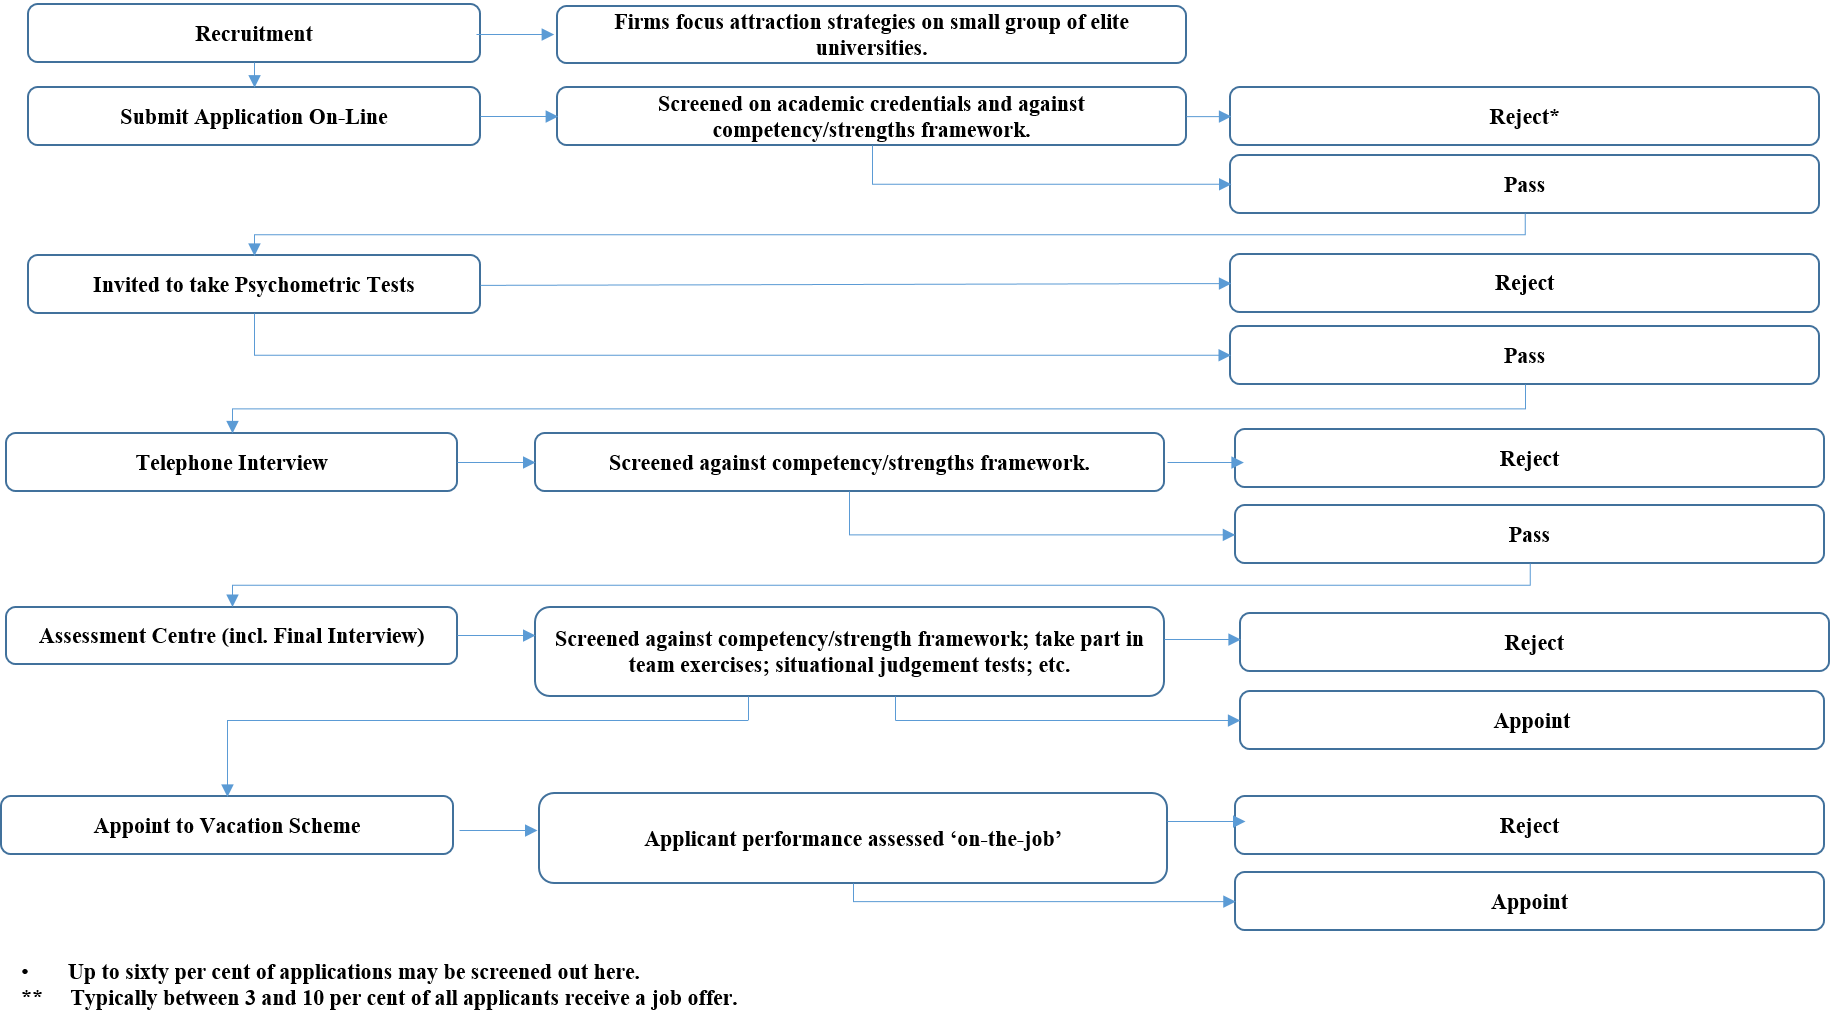 Recruitment
Firms focus attraction strategies on small group of elite
universities.
Submit Application On-Line
Screened on academic credentials and against
competency/strengths framework.
Reject*
Pass
Invited to take Psychometric Tests
Reject
Pass
Telephone Interview
Screened against competency/strengths framework.
Reject
Pass
Assessment Centre (incl. Final Interview)
Screened against competency/strength framework; take part in
team exercises; situational judgement tests; etc.
Reject
Appoint
Appoint to Vacation Scheme
Applicant performance assessed ‘on-the-job’
Reject
Appoint
• Up to sixty per cent of applications may be screened out here.
** Typically between 3 and 10 per cent of all applicants receive a job offer.